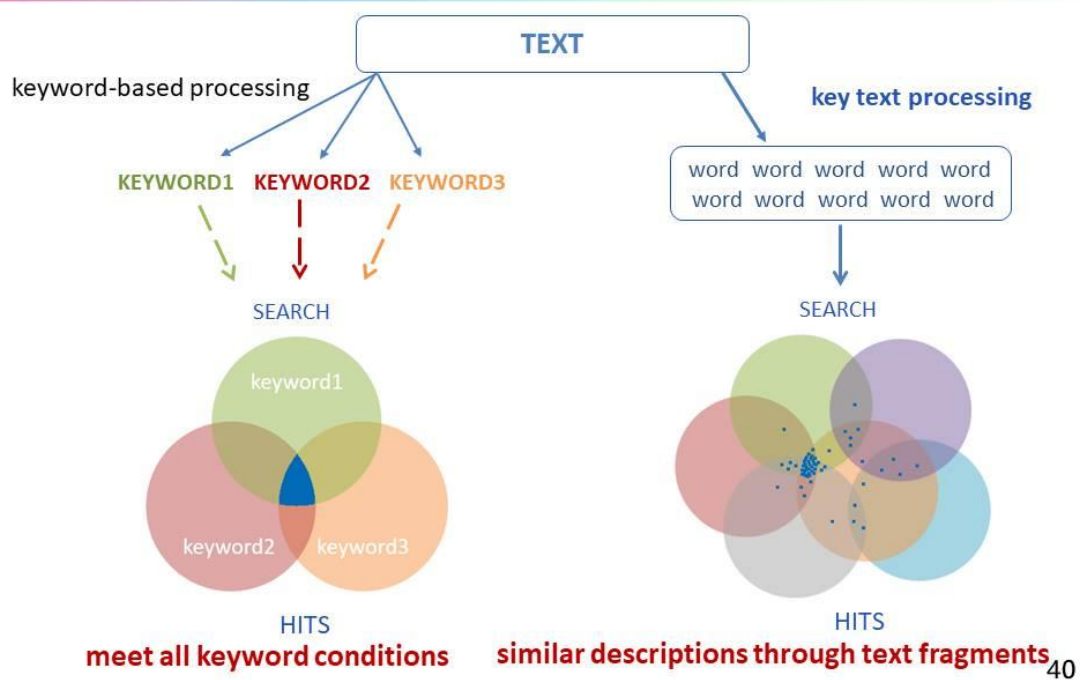 TEXT
keyword-based processing
key text processing
KEYWORD1 KEYWORD2 KEYWORD3
word word word word word
word word word word word
SEARCH
SEARCH
keyword1
keyword2 keyword3
HITS
meet all keyword conditions
HITS
similar descriptions through text fragments
40